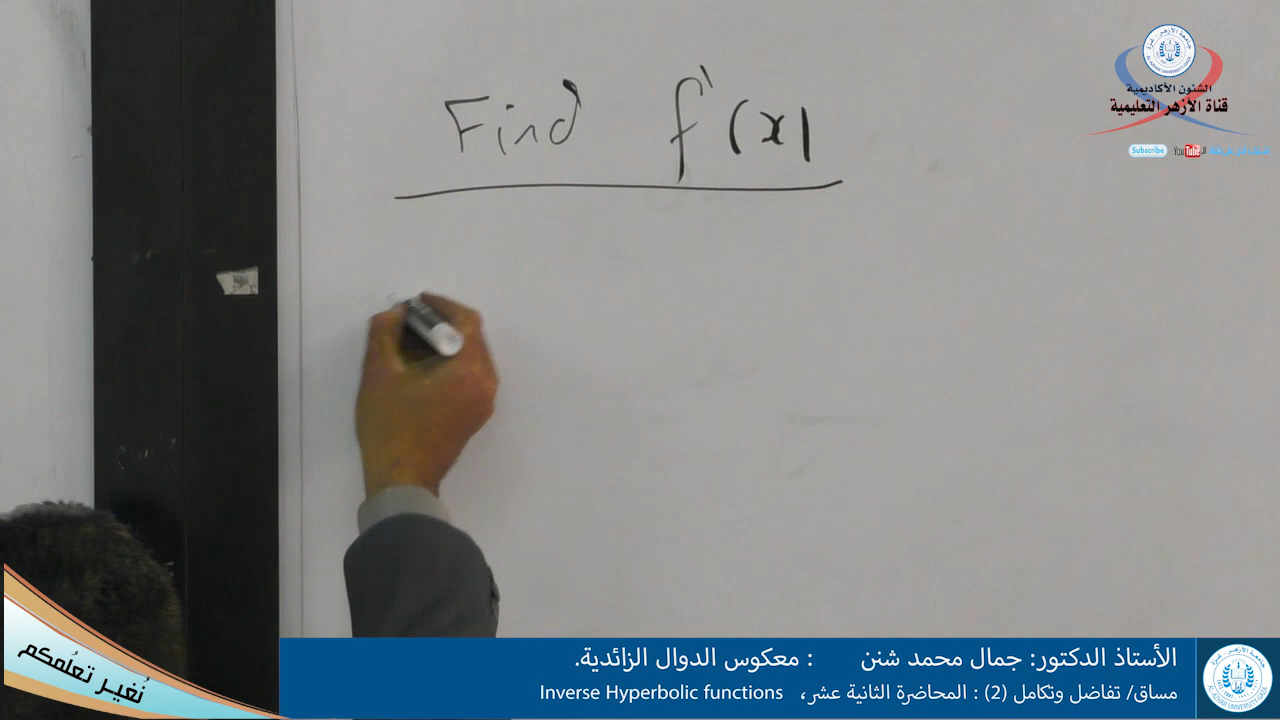 Find f'(x)
الشئون الأكاديمية
قناة الأزهر التعليمية
Subscribe
YouTube
نُغير تعلُمكم
الأستاذ الدكتور: جمال محمد شنن : معكوس الدوال الزائدية.
مساق/ تفاضل وتكامل (2) : المحاضرة الثانية عشر، Inverse Hyperbolic functions